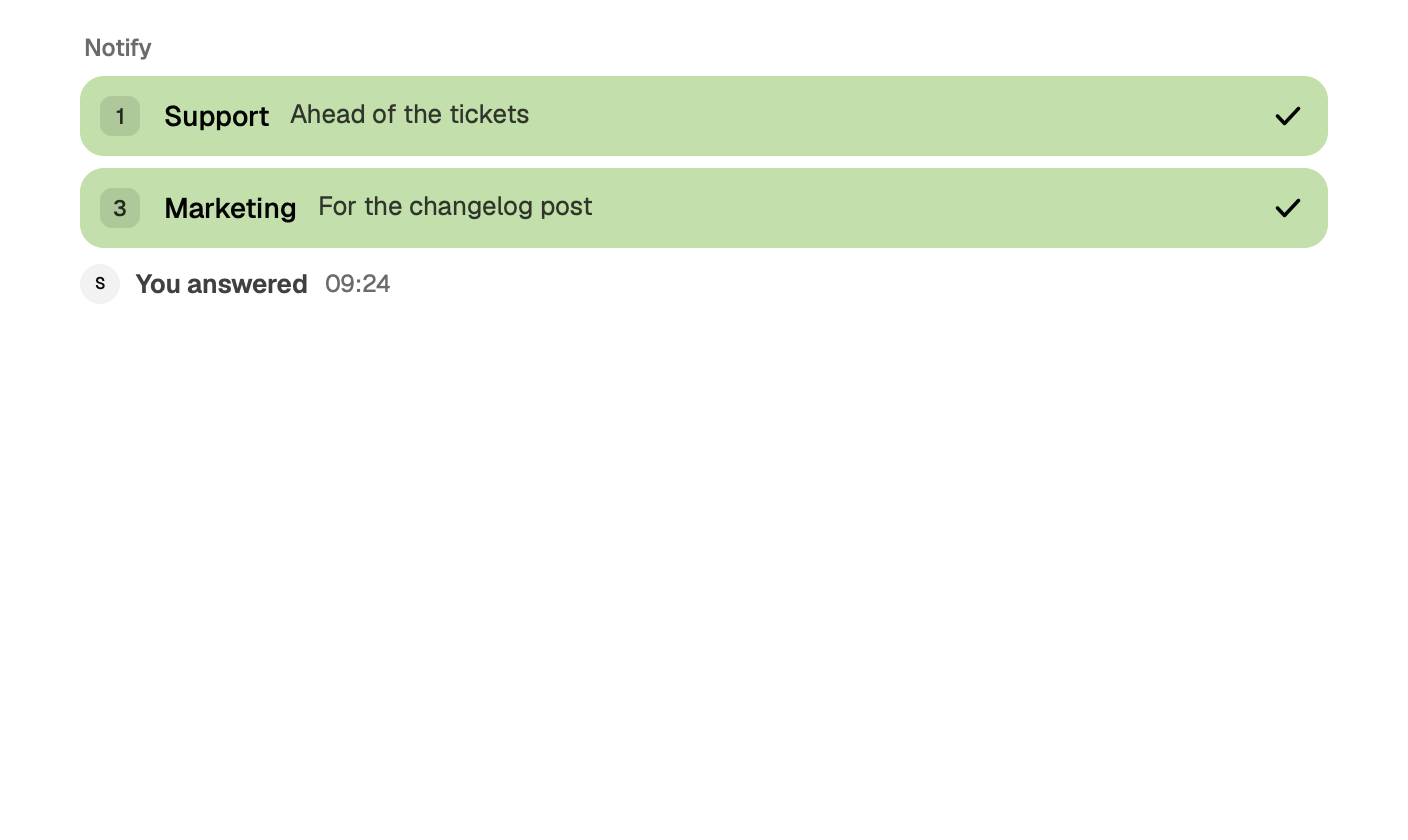 Notify
1 Support Ahead of the tickets
3 Marketing For the changelog post
S You answered 09:24